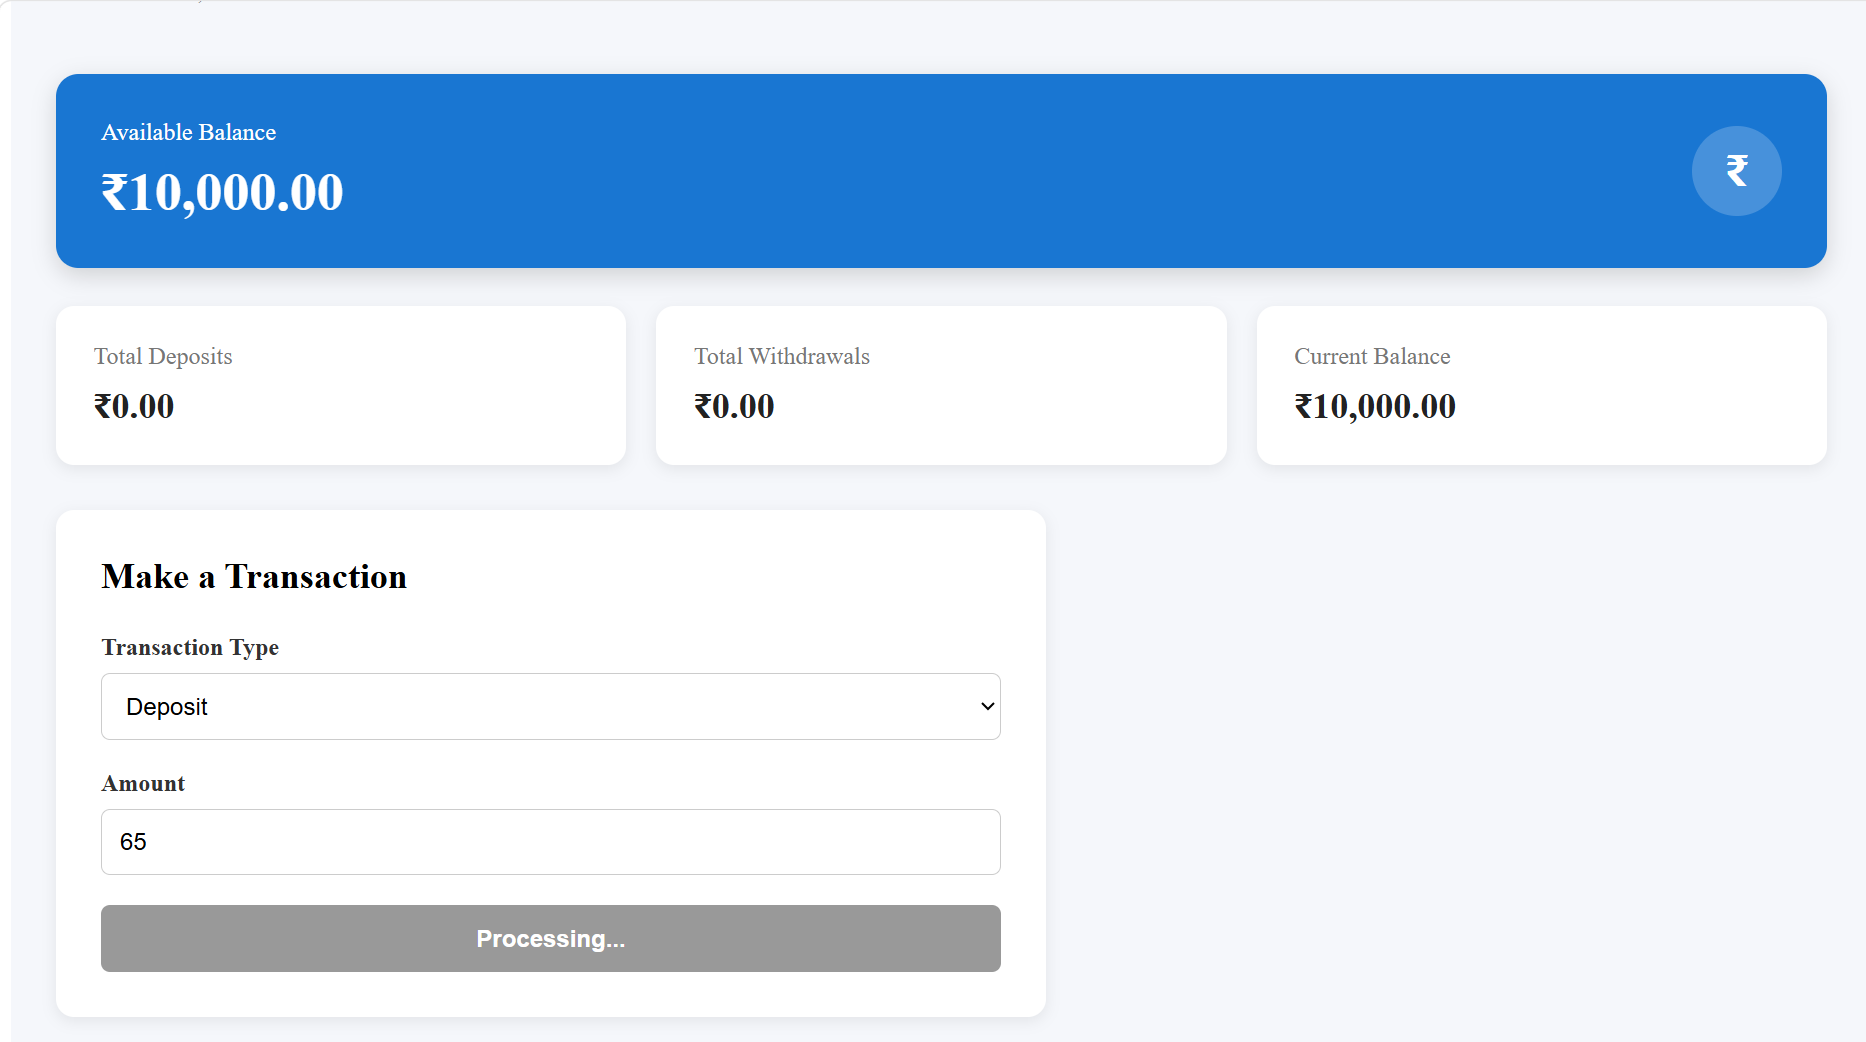 Available Balance
₹10,000.00
₹
Total Deposits
₹0.00
Total Withdrawals
₹0.00
Current Balance
₹10,000.00
Make a Transaction
Transaction Type
Deposit
Amount
65
Processing...